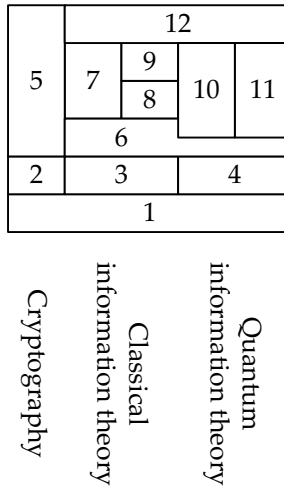 12
5
7
9
10
11
8
6
2
3
4
1
Cryptography
Classical
information theory
Quantum
information theory